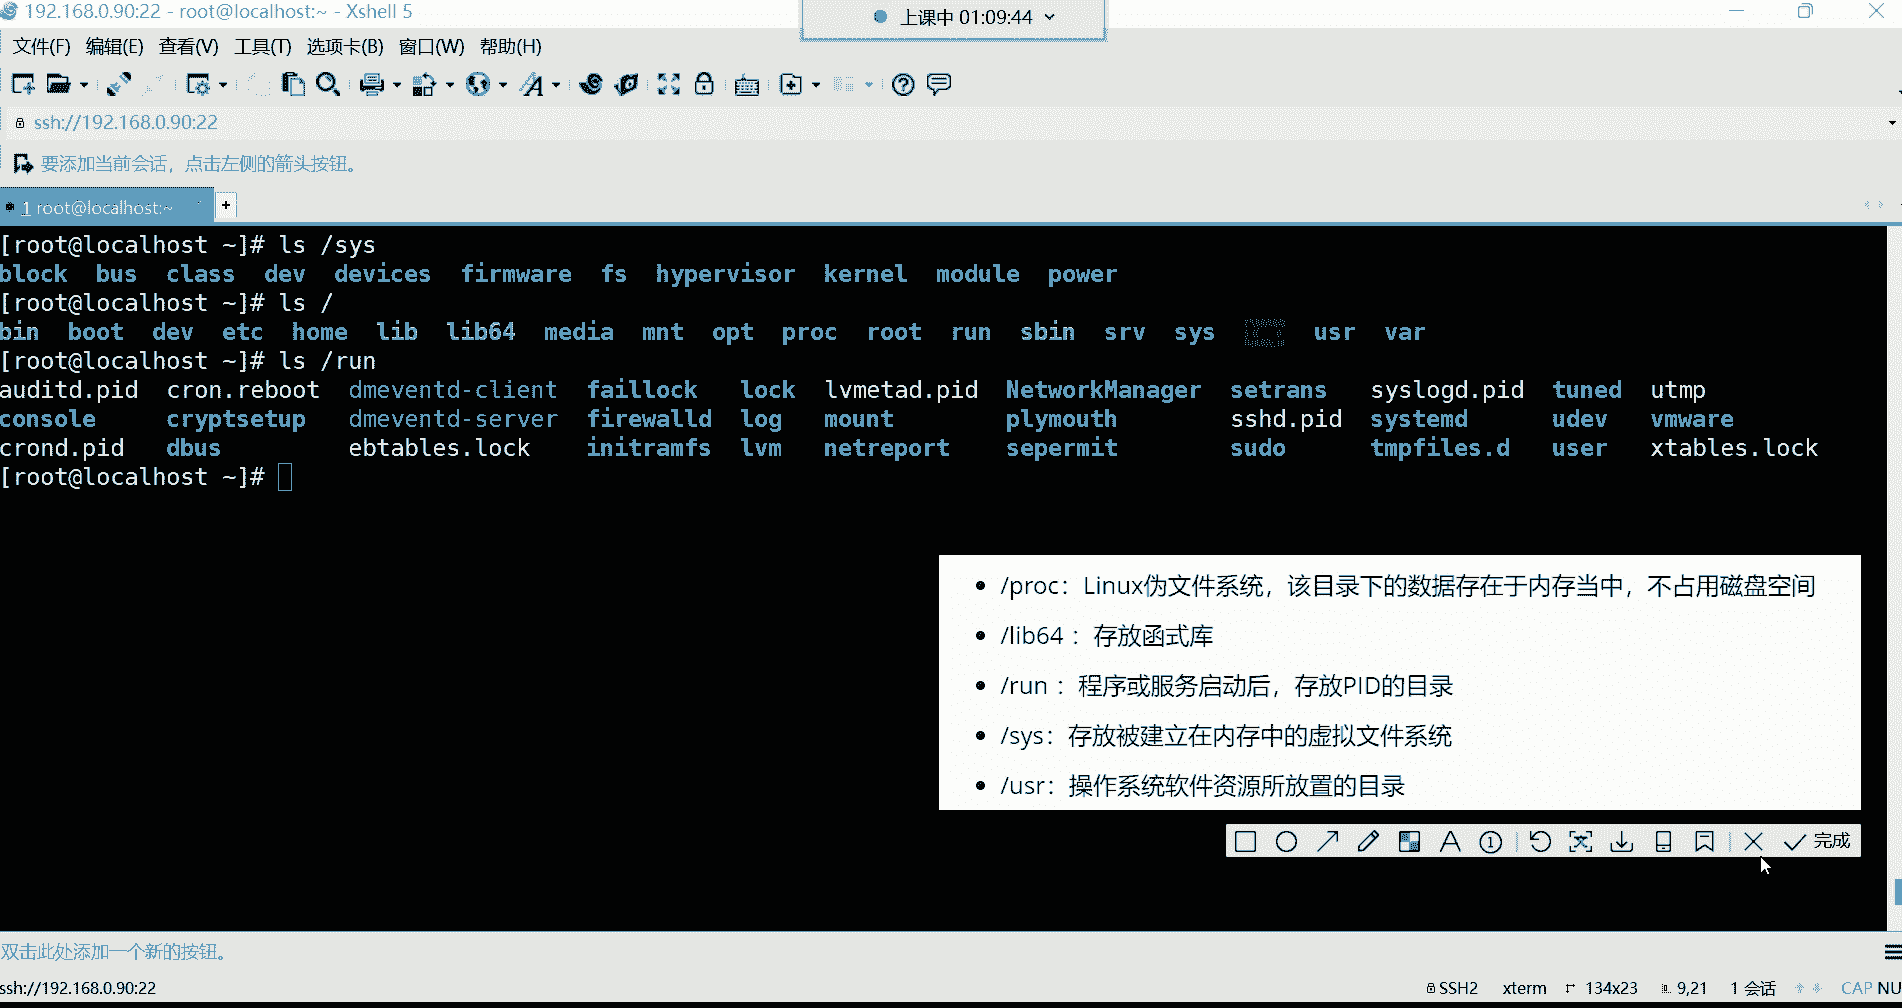 192.168.0.90:22 - root@localhost:~ - Xshell 5
上课中 01:09:44
文件(F) 编辑(E) 查看(V) 工具(T) 选项卡(B) 窗口(W) 帮助(H)
ssh://192.168.0.90:22
要添加当前会话，点击左侧的箭头按钮。
1 root@localhost:~ +
[root@localhost ~]# ls /sys
block bus class dev devices firmware fs hypervisor kernel module power
[root@localhost ~]# ls /
bin boot dev etc home lib lib64 media mnt opt proc root run sbin srv sys usr var
[root@localhost ~]# ls /run
auditd.pid cron.reboot dmeventd-client faillock lock lvmetad.pid NetworkManager setrans syslogd.pid tuned utmp
console cryptsetup dmeventd-server firewalld log mount plymouth sshd.pid systemd udev vmware
crond.pid dbus ebtables.lock initramfs lvm netreport sepermit sudo tmpfiles.d user xtables.lock
[root@localhost ~]#
• /proc：Linux伪文件系统，该目录下的数据存在于内存当中，不占用磁盘空间
• /lib64 ：存放函式库
• /run ：程序或服务启动后，存放PID的目录
• /sys：存放被建立在内存中的虚拟文件系统
• /usr：操作系统软件资源所放置的目录
完成
双击此处添加一个新的按钮。
ssh://192.168.0.90:22 SSH2 xterm 134x23 9,21 1 会话 CAP NU